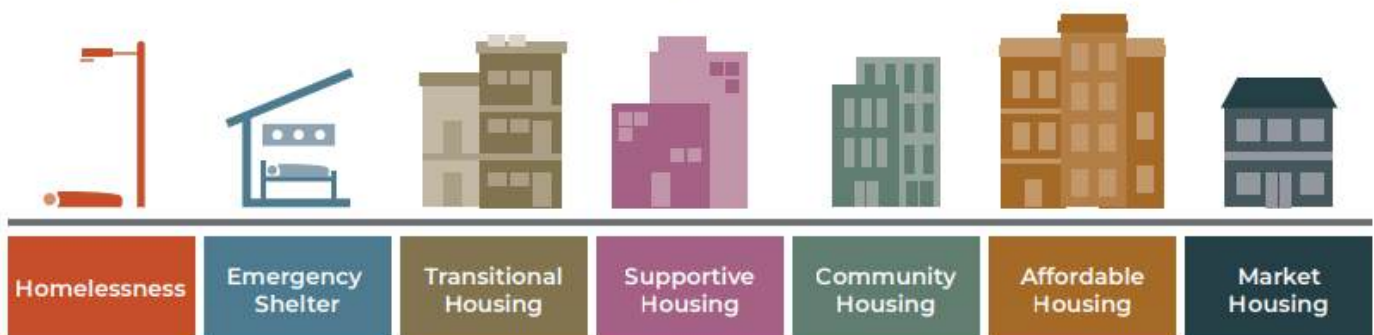 Homelessness
Emergency
Shelter
Transitional
Housing
Supportive
Housing
Community
Housing
Affordable
Housing
Market
Housing